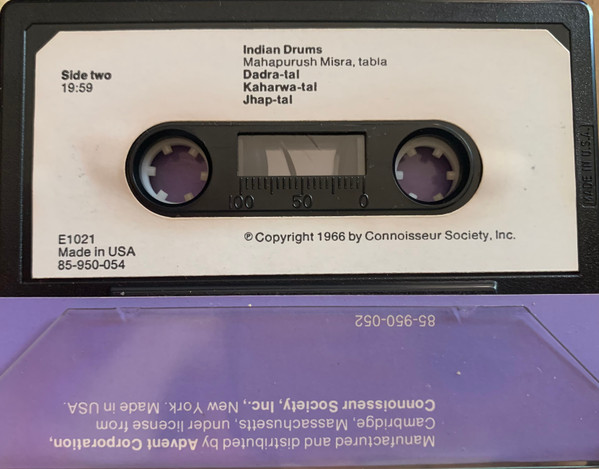 Indian Drums
Mahapurush Misra, tabla
Side two
Dadra-tal
19:59
Kaharwa-tal
Jhap-tal
100 50 0
MADE IN U.S.A.
E1021
℗ Copyright 1966 by Connoisseur Society, Inc.
Made in USA
85-950-054
Manufactured and distributed by Advent Corporation,
Cambridge, Massachusetts, under license from
Connoisseur Society, Inc., New York. Made in USA.
85-950-052